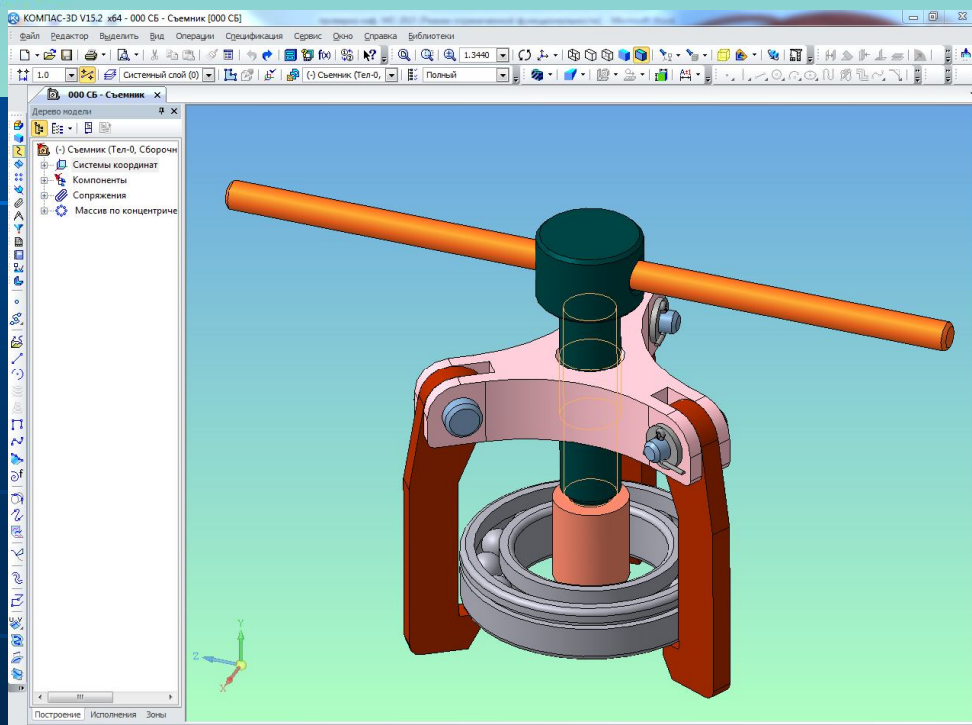 КОМПАС-3D V15.2 x64 - 000 СБ - Съемник [000 СБ]
Файл Редактор Выделить Вид Операции Спецификация Сервис Окно Справка Библиотеки
f(x) 1.3440
1.0 Системный слой (0) (-) Съемник (Тел-0, Полный
000 СБ - Съемник
Дерево модели
(-) Съемник (Тел-0, Сборочн
Системы координат
Компоненты
Сопряжения
Массив по концентриче
Y
Z
X
Построение Исполнения Зоны